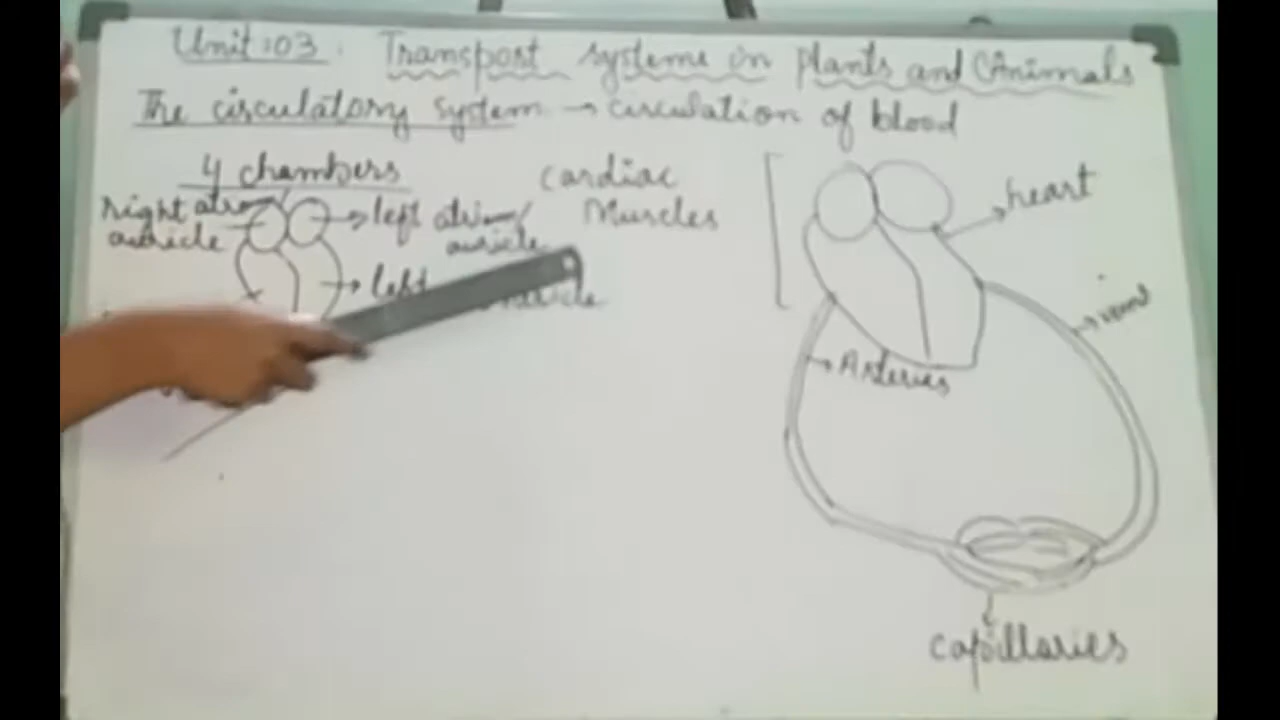 Unit:03. Transport systems in plants and Animals
The circulatory system → circulation of blood
4 chambers
right atrium/
auricle
left atrium/
auricle
left
Cardiac
Muscles
heart
Arteries
capillaries